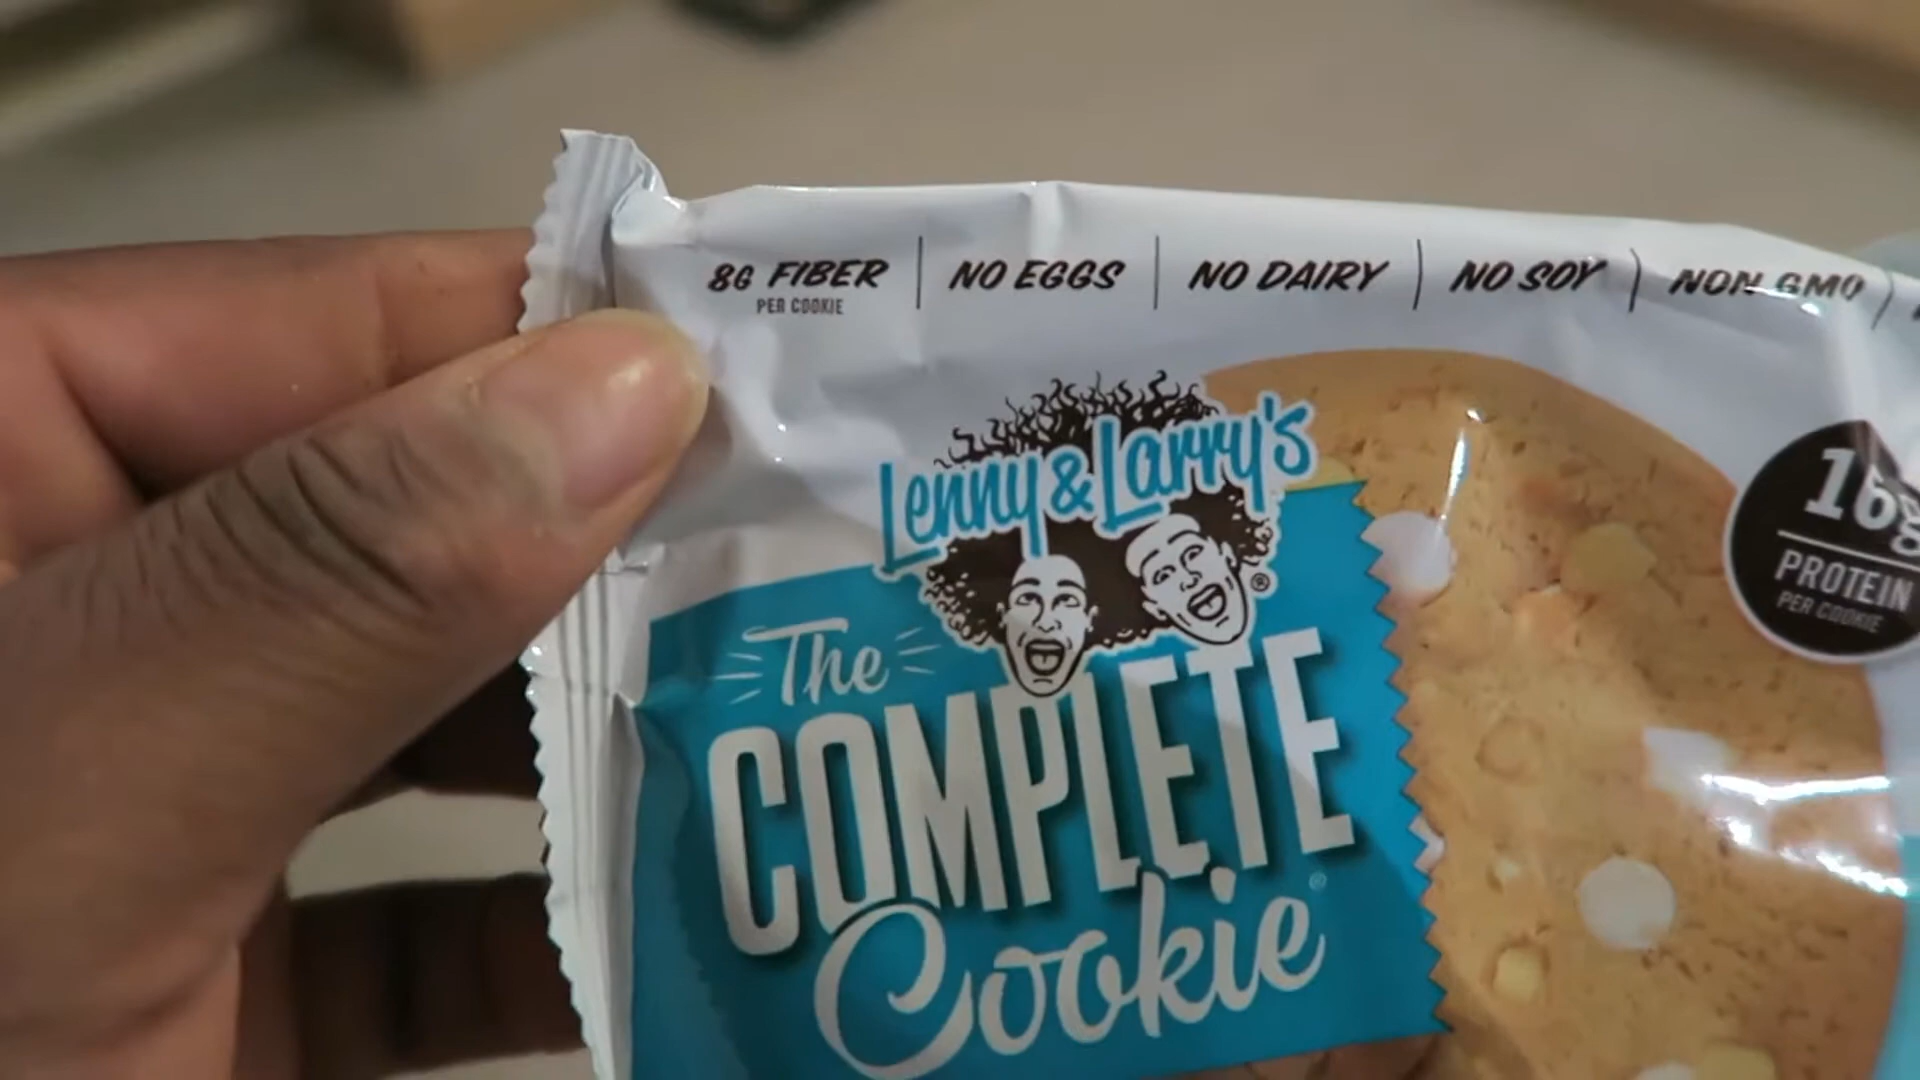 8G FIBER
PER COOKIE
NO EGGS
NO DAIRY
NO SOY
NON GMO
Lenny & Larry's®
16g
PROTEIN
PER COOKIE
The
COMPLETE
Cookie®